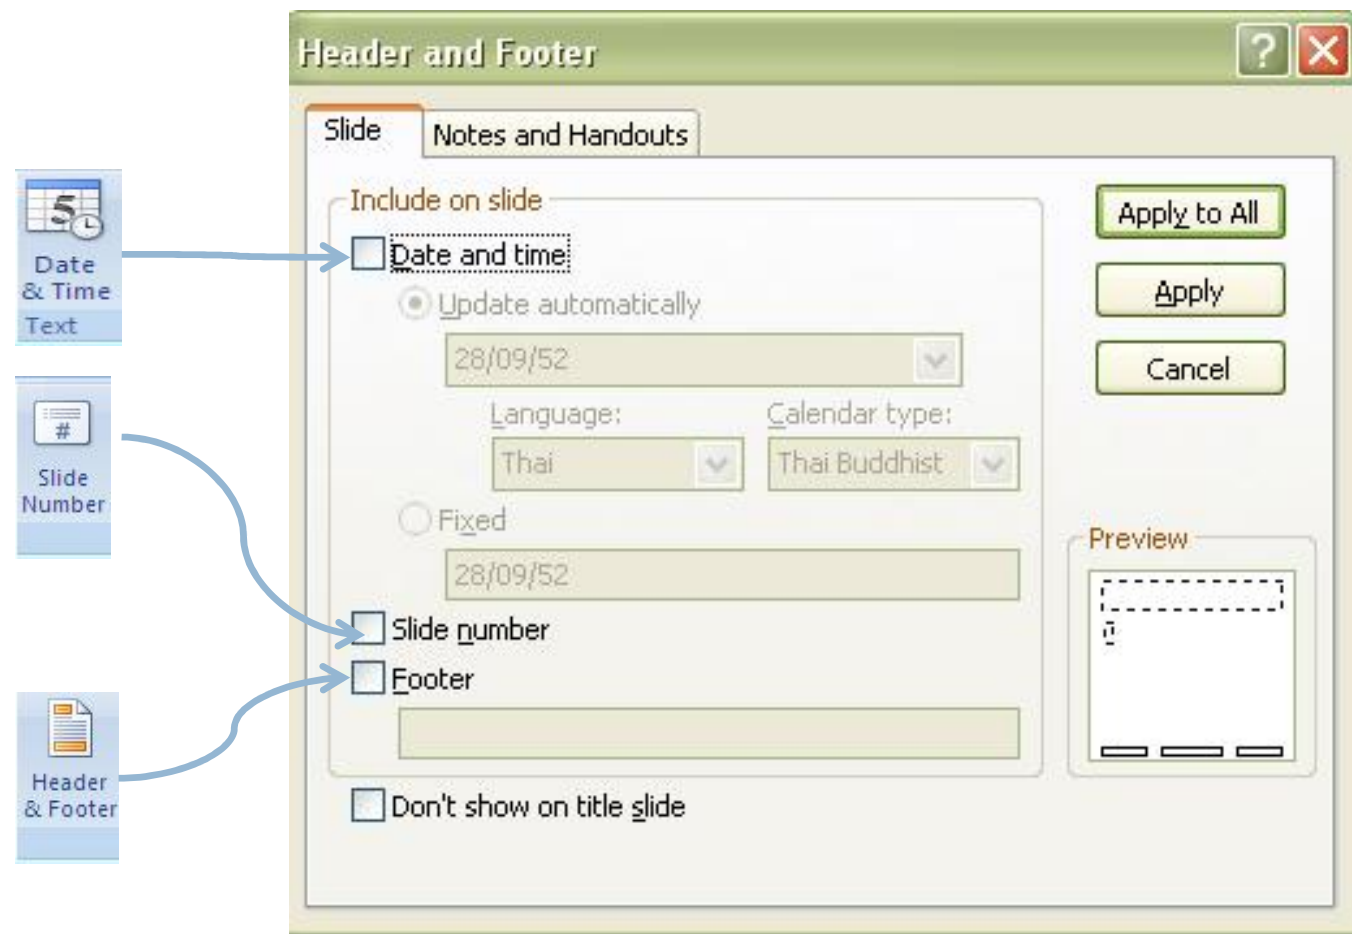 Header and Footer
?
Slide
Notes and Handouts
Include on slide
Date and time
Update automatically
28/09/52
Language:
Calendar type:
Thai
Thai Buddhist
Fixed
28/09/52
Slide number
Footer
Don't show on title slide
Apply to All
Apply
Cancel
Preview
5
Date
& Time
Text
#
Slide
Number
Header
& Footer